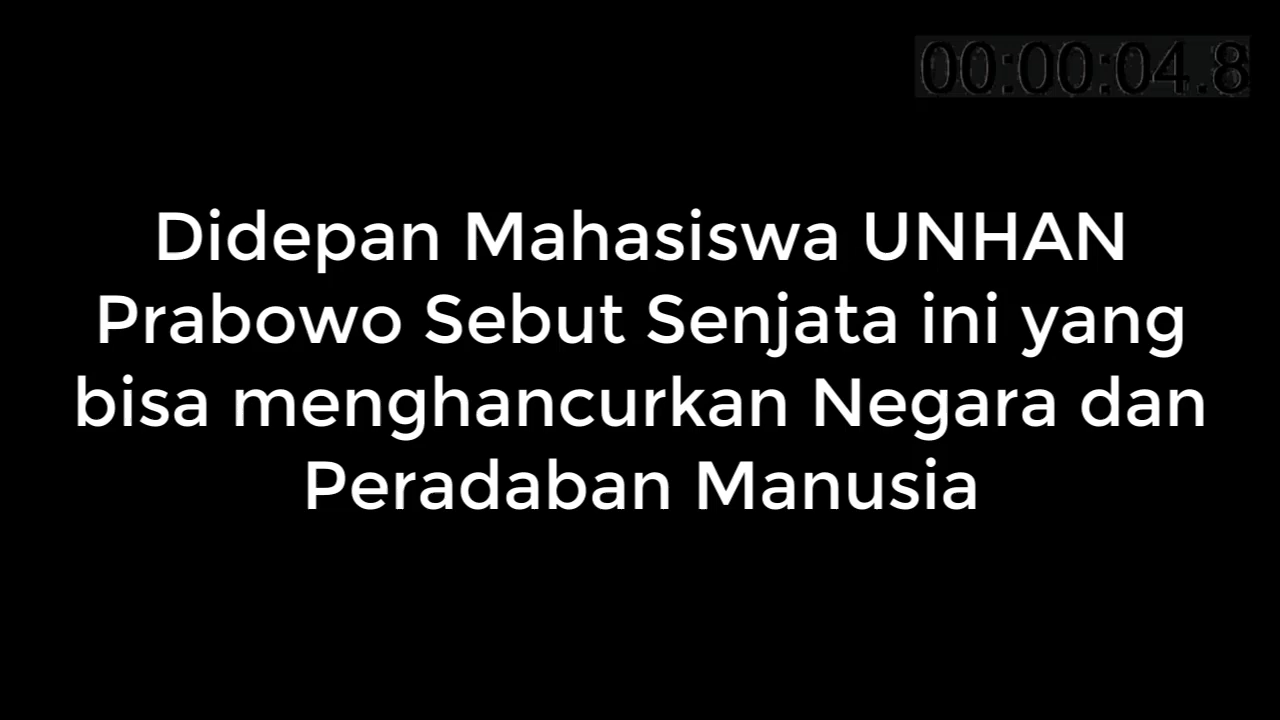 00:00:04.8
Didepan Mahasiswa UNHAN
Prabowo Sebut Senjata ini yang
bisa menghancurkan Negara dan
Peradaban Manusia